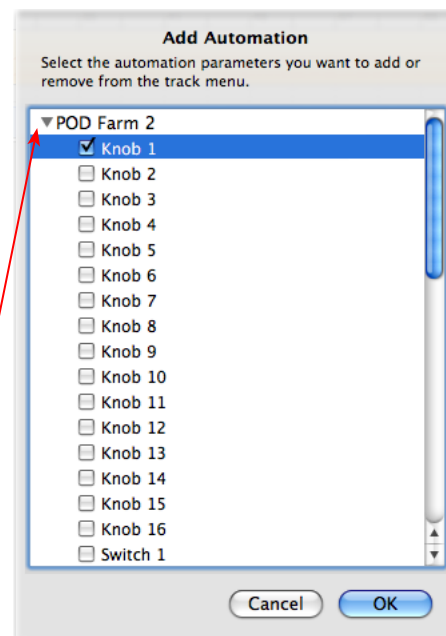 Add Automation
Select the automation parameters you want to add or
remove from the track menu.
POD Farm 2
Knob 1
Knob 2
Knob 3
Knob 4
Knob 5
Knob 6
Knob 7
Knob 8
Knob 9
Knob 10
Knob 11
Knob 12
Knob 13
Knob 14
Knob 15
Knob 16
Switch 1
Cancel OK